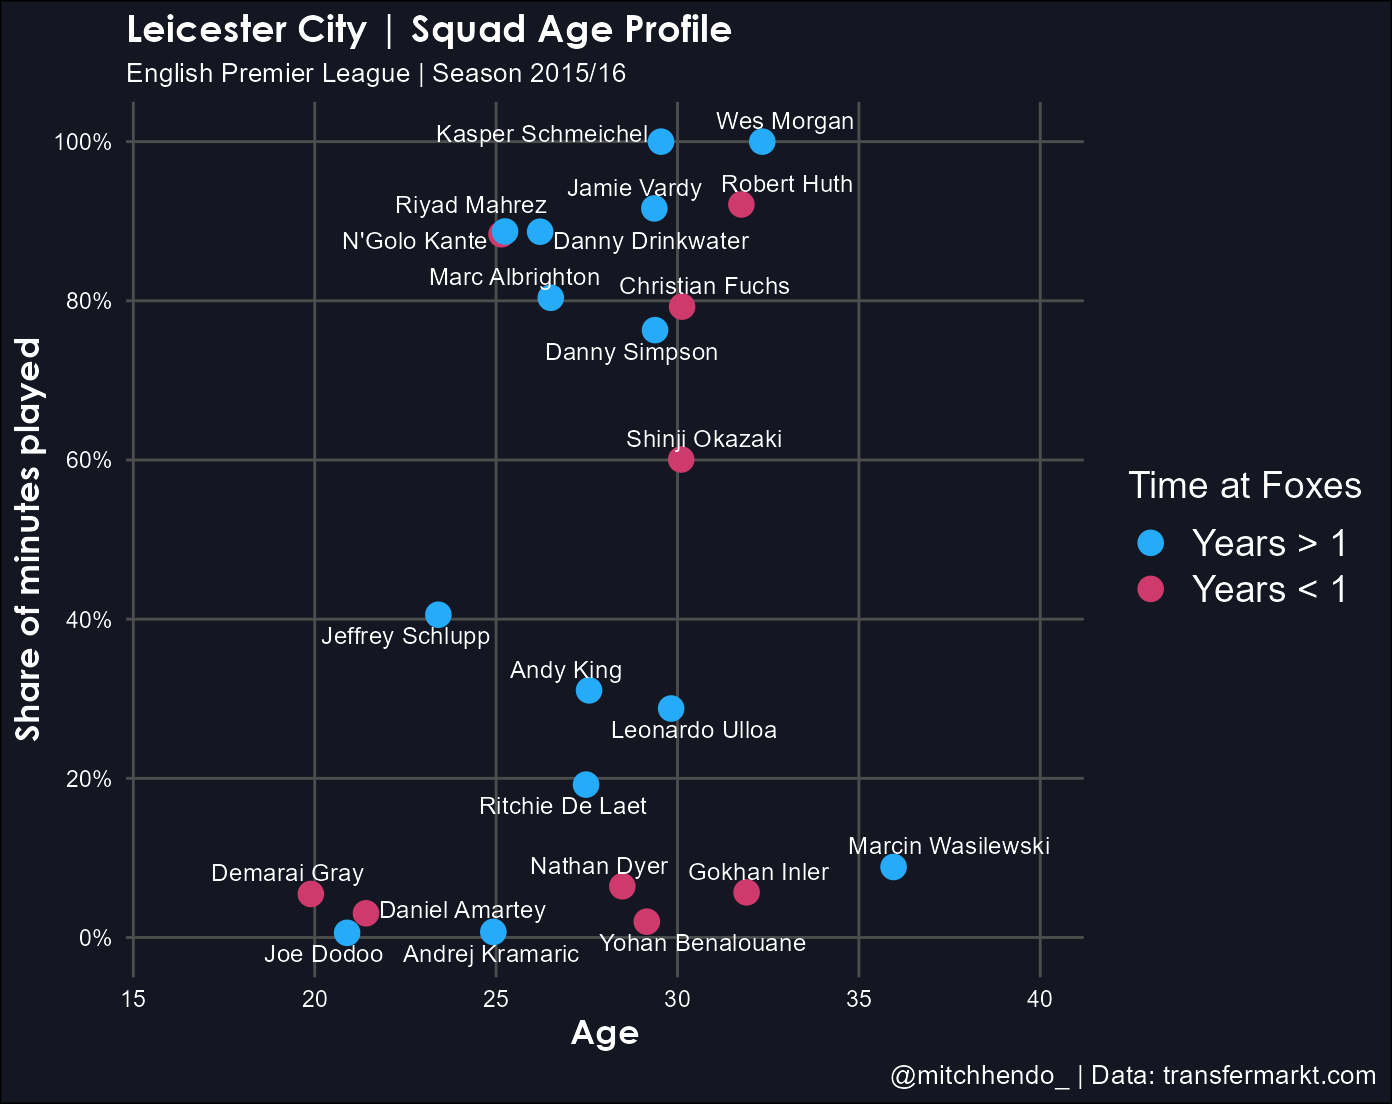 Leicester City | Squad Age Profile
English Premier League | Season 2015/16
Share of minutes played
100%
80%
60%
40%
20%
0%
Kasper Schmeichel
Wes Morgan
Jamie Vardy
Robert Huth
Riyad Mahrez
N'Golo Kante
Danny Drinkwater
Marc Albrighton
Christian Fuchs
Danny Simpson
Shinji Okazaki
Jeffrey Schlupp
Andy King
Leonardo Ulloa
Ritchie De Laet
Marcin Wasilewski
Nathan Dyer
Gokhan Inler
Demarai Gray
Daniel Amartey
Yohan Benalouane
Joe Dodoo
Andrej Kramaric
15
20
25
30
35
40
Age
Time at Foxes
Years > 1
Years < 1
@mitchhendo_ | Data: transfermarkt.com